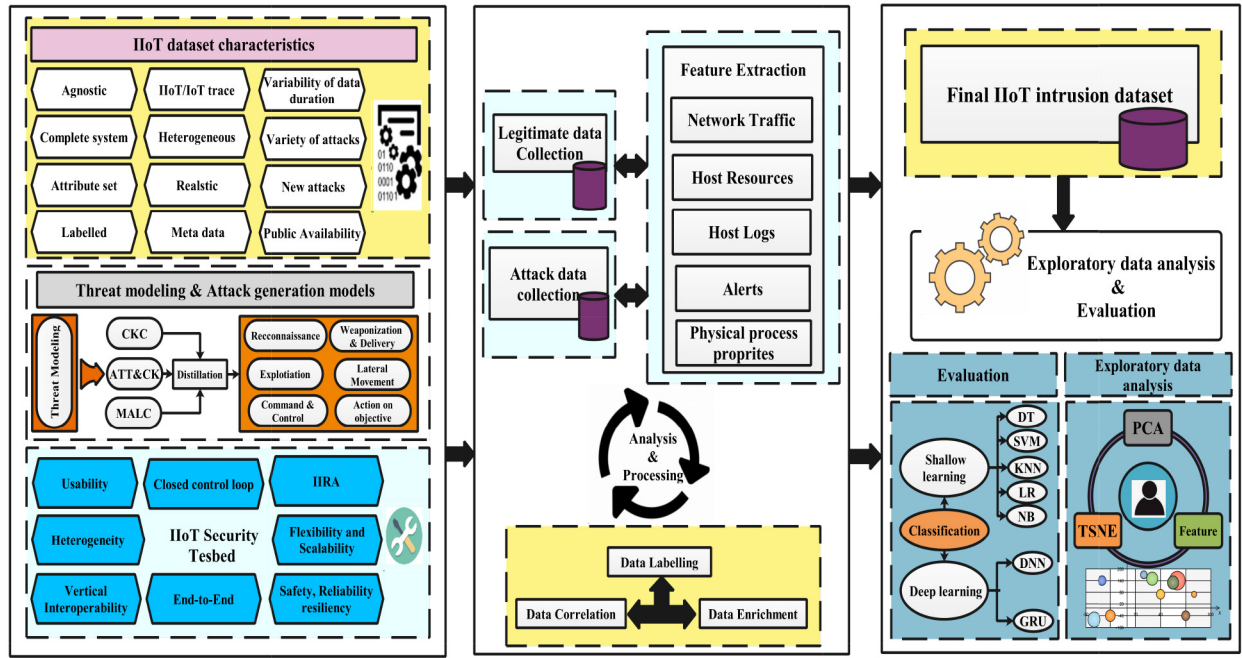 IIoT dataset characteristics
Agnostic
IIoT/IoT trace
Variability of data
duration
Complete system
Heterogeneous
Variety of attacks
Attribute set
Realstic
New attacks
Labelled
Meta data
Public Availability
01
0110
0001
01101
Threat modeling & Attack generation models
Threat Modeling
CKC
ATT&CK
MALC
Distillation
Recconnaissance
Weaponization
& Delivery
Explotiation
Lateral
Movement
Command &
Control
Action on
objective
Usability
Closed control loop
IIRA
Heterogeneity
IIoT Security
Tesbed
Flexibility and
Scalability
Vertical
Interoperability
End-to-End
Safety, Reliability
resiliency
Legitimate data
Collection
Attack data
collection
Feature Extraction
Network Traffic
Host Resources
Host Logs
Alerts
Physical process
proprites
Analysis
&
Processing
Data Labelling
Data Correlation
Data Enrichment
Final IIoT intrusion dataset
Exploratory data analysis
&
Evaluation
Evaluation
Shallow
learning
Classification
Deep learning
DT
SVM
KNN
LR
NB
DNN
GRU
Exploratory data
analysis
PCA
TSNE
Feature